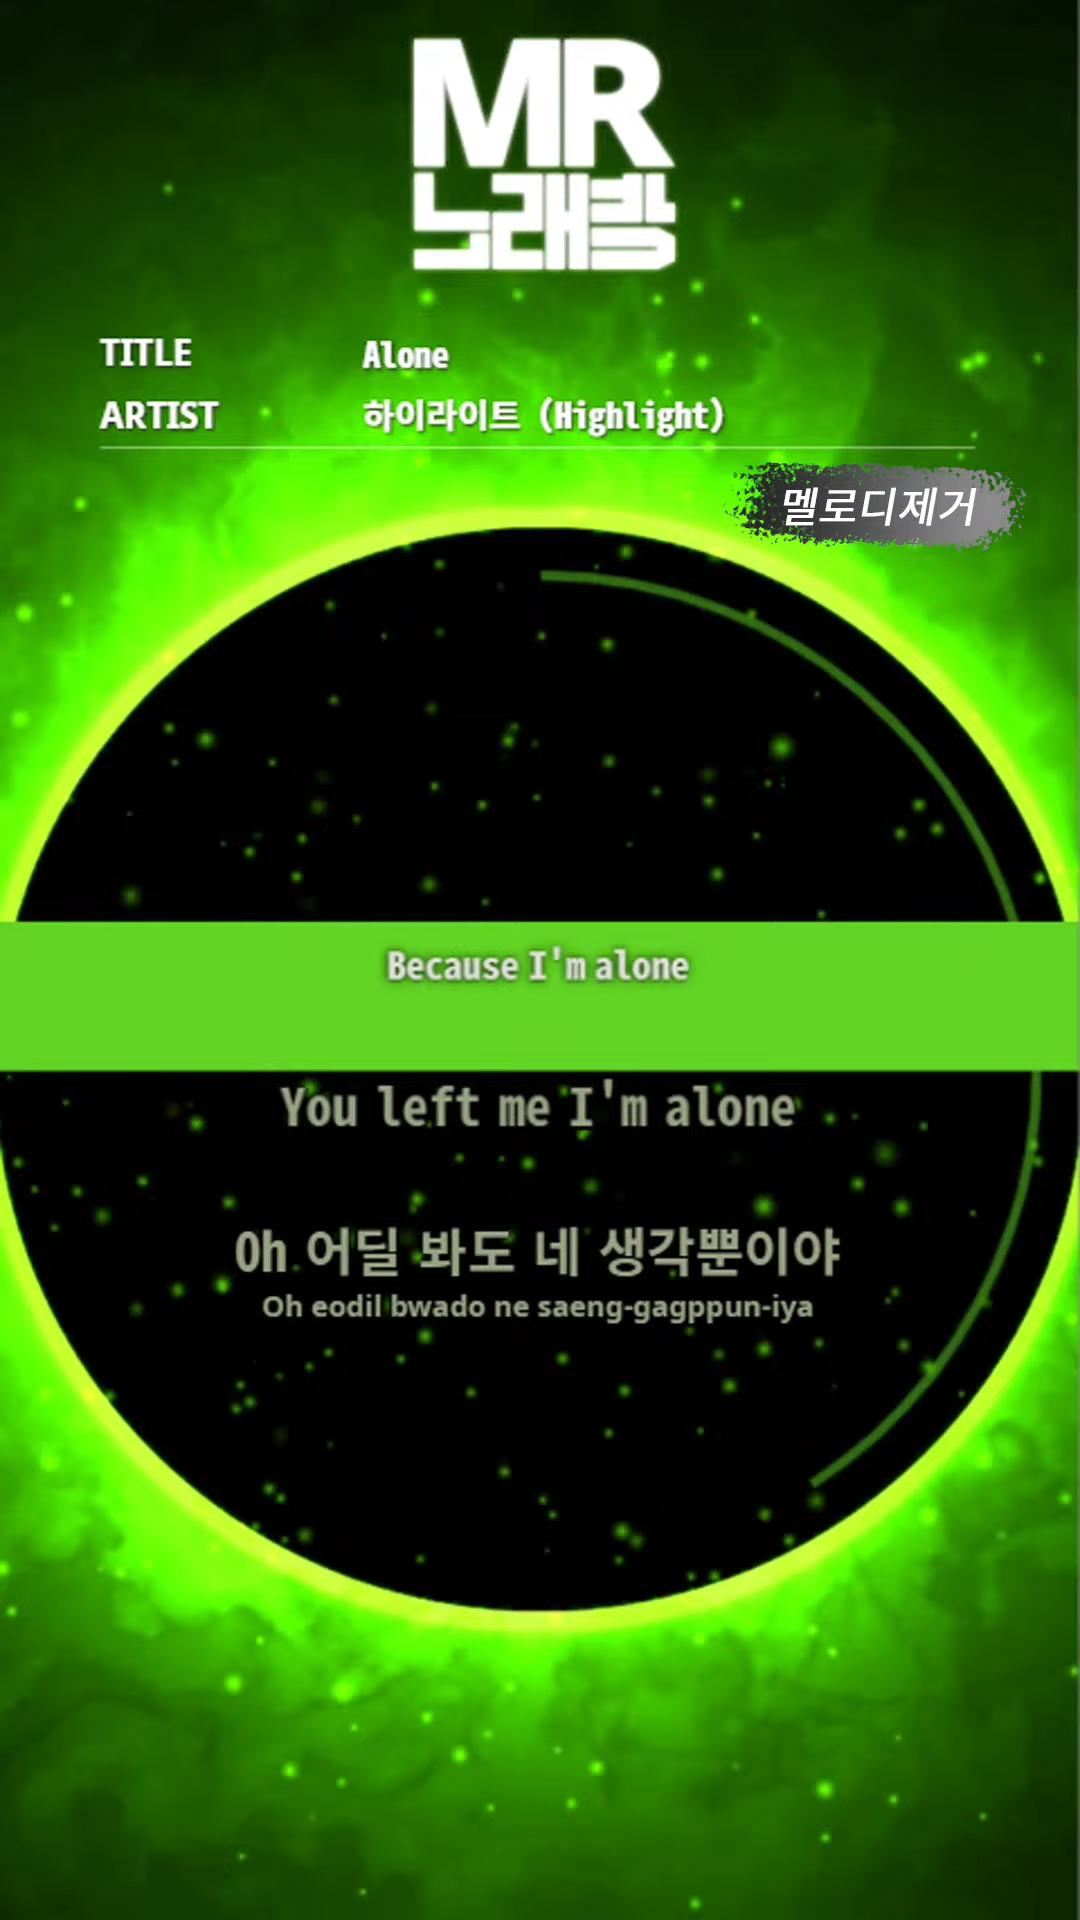 MR
노래방
TITLE Alone
ARTIST 하이라이트 (Highlight)
멜로디제거
Because I'm alone
You left me I'm alone
Oh 어딜 봐도 네 생각뿐이야
Oh eodil bwado ne saeng-gagppun-iya